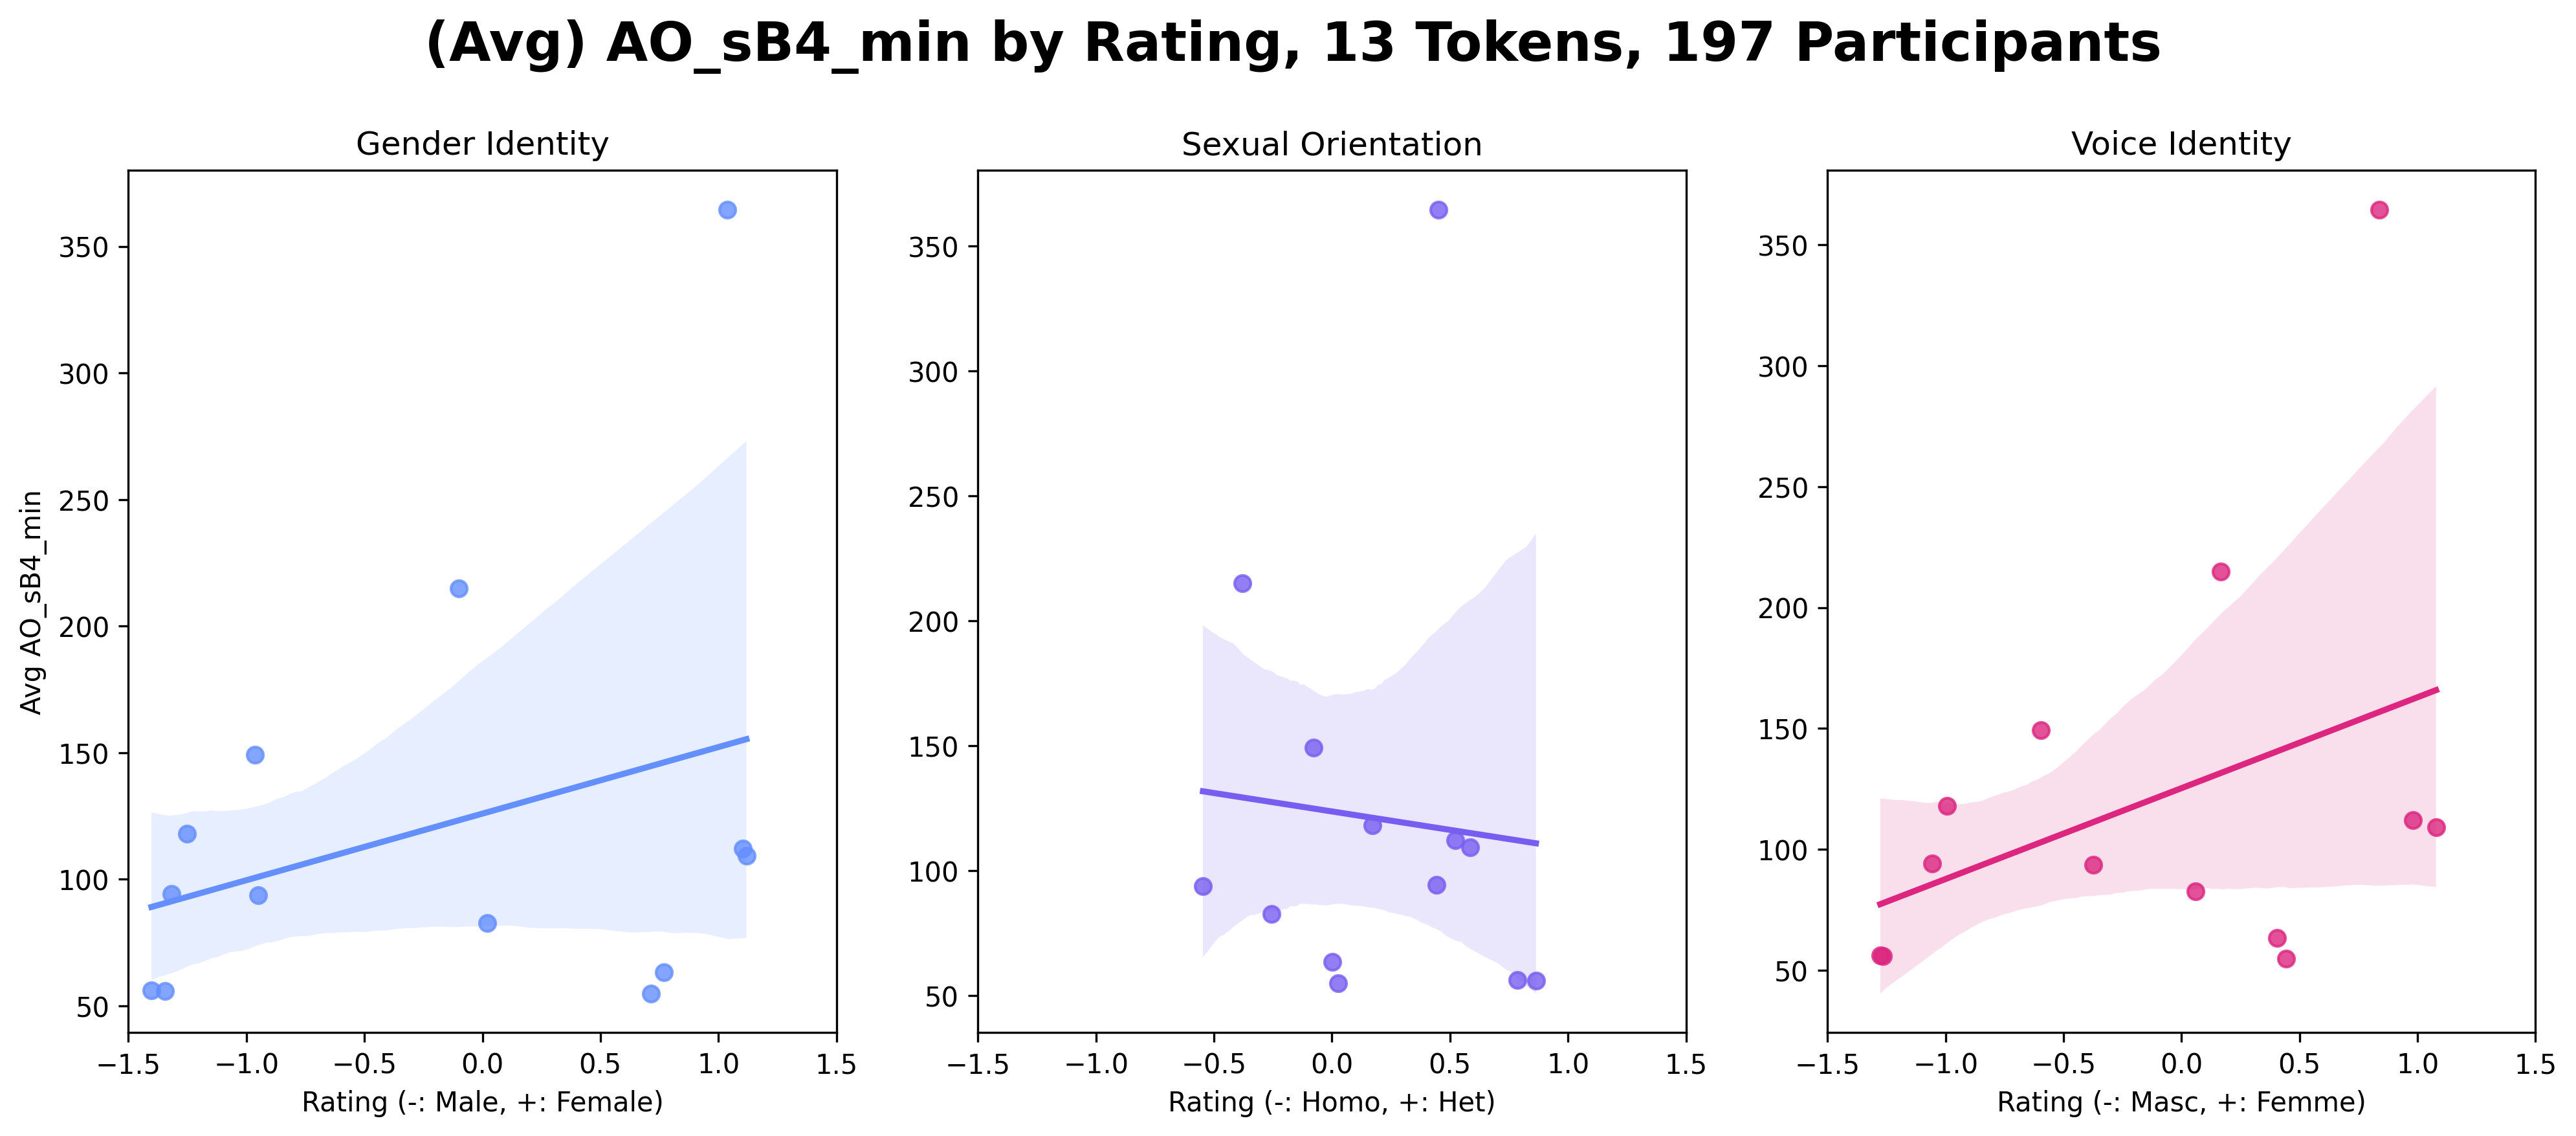 (Avg) AO_sB4_min by Rating, 13 Tokens, 197 Participants
Gender Identity
Sexual Orientation
Voice Identity
Avg AO_sB4_min
350
300
250
200
150
100
50
−1.5 −1.0 −0.5 0.0 0.5 1.0 1.5
Rating (-: Male, +: Female)
350
300
250
200
150
100
50
−1.5 −1.0 −0.5 0.0 0.5 1.0 1.5
Rating (-: Homo, +: Het)
350
300
250
200
150
100
50
−1.5 −1.0 −0.5 0.0 0.5 1.0 1.5
Rating (-: Masc, +: Femme)